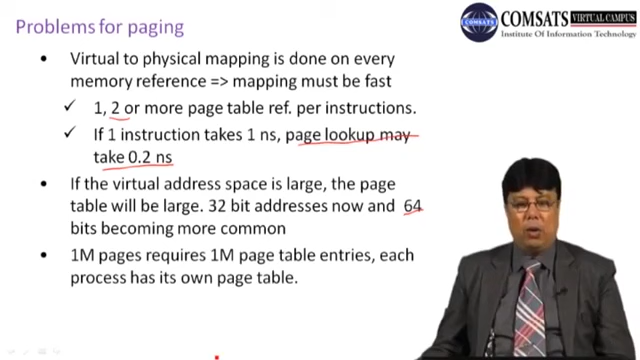 Problems for paging
COMSATS VIRTUAL CAMPUS
Institute Of Information Technology
• Virtual to physical mapping is done on every
memory reference => mapping must be fast
✓ 1, 2 or more page table ref. per instructions.
✓ If 1 instruction takes 1 ns, page lookup may
take 0.2 ns
• If the virtual address space is large, the page
table will be large. 32 bit addresses now and 64
bits becoming more common
• 1M pages requires 1M page table entries, each
process has its own page table.